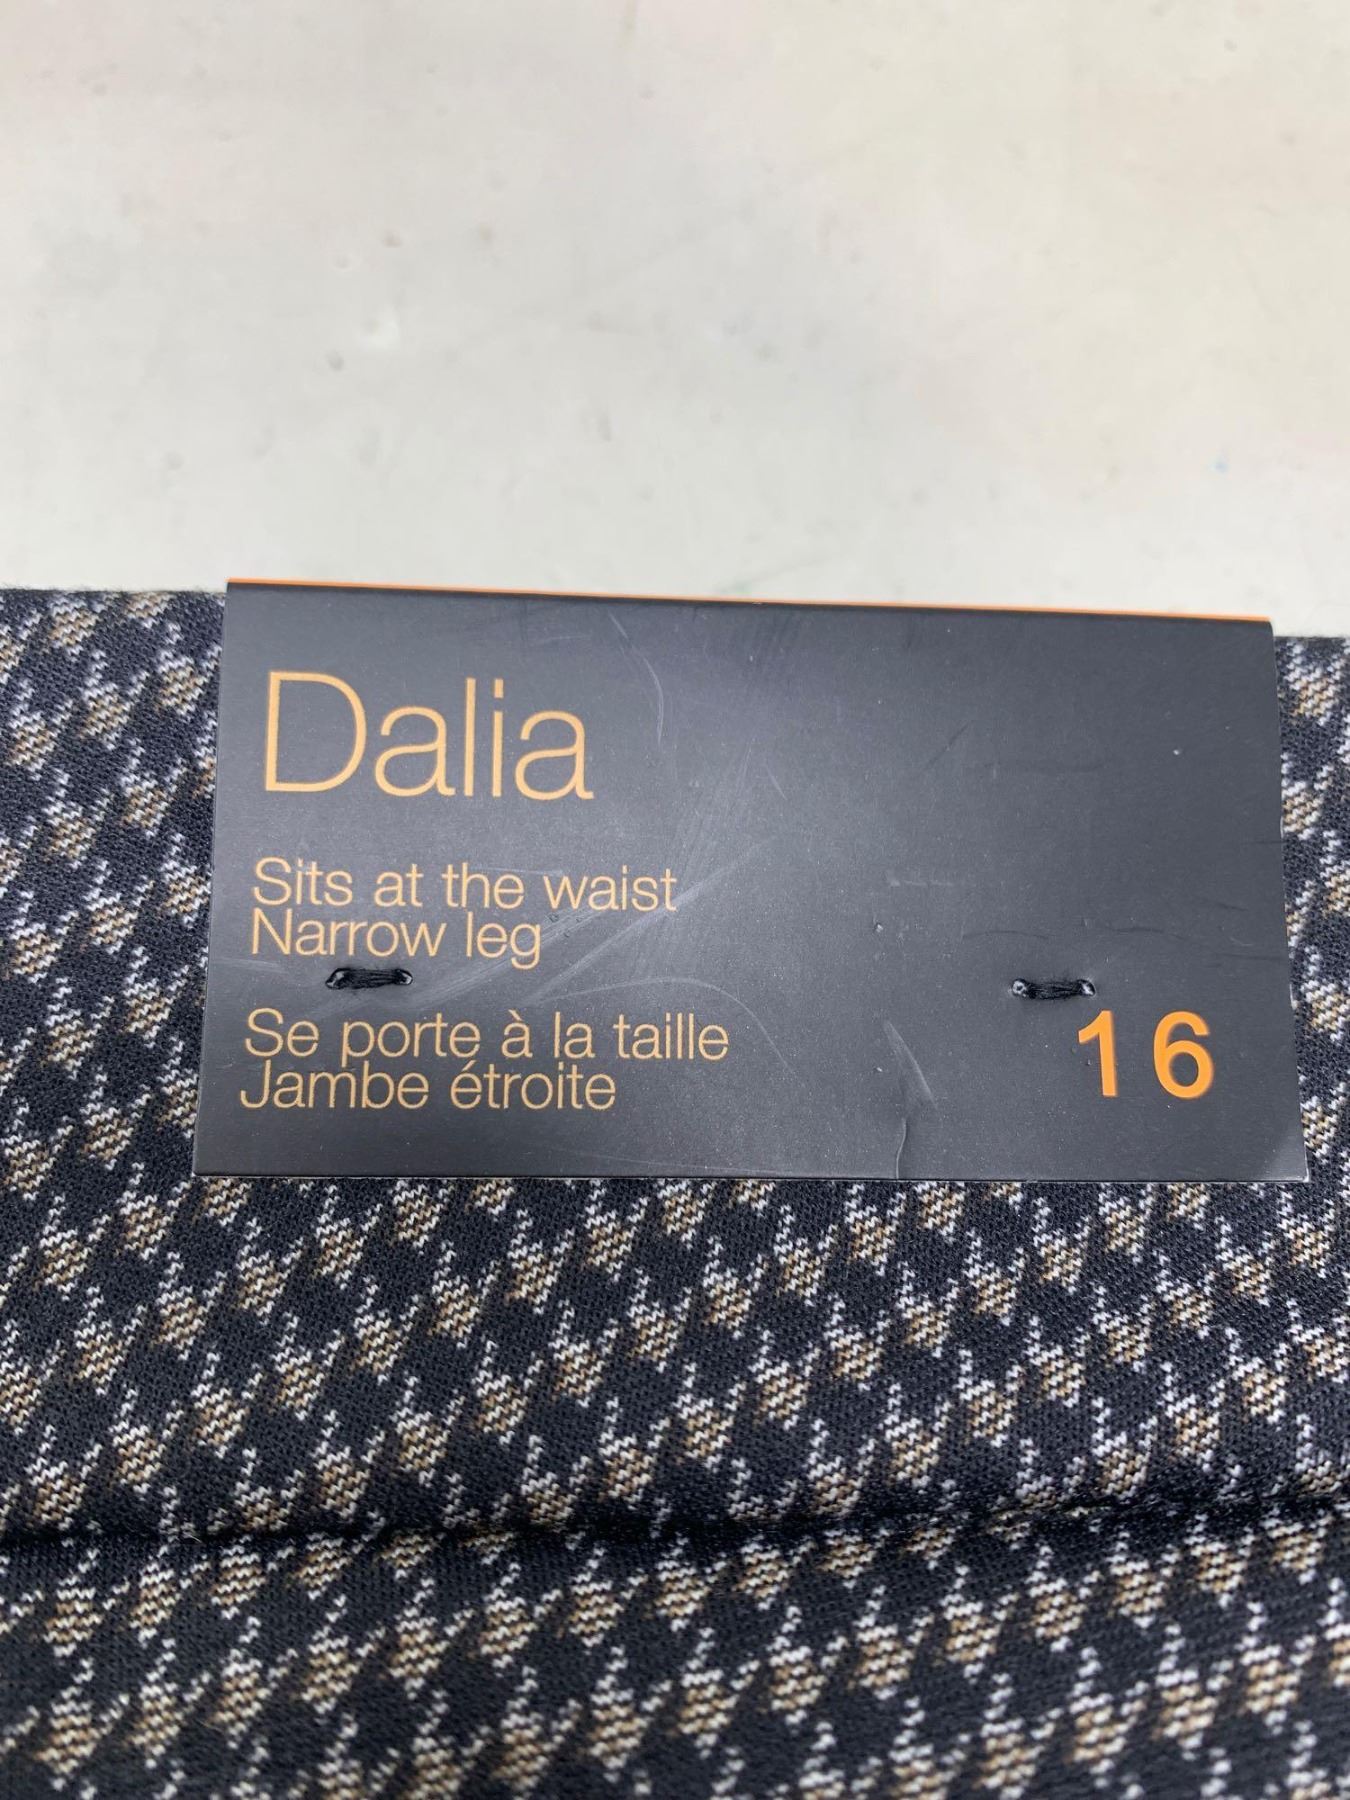 Dalia
Sits at the waist
Narrow leg
Se porte à la taille
Jambe étroite
16